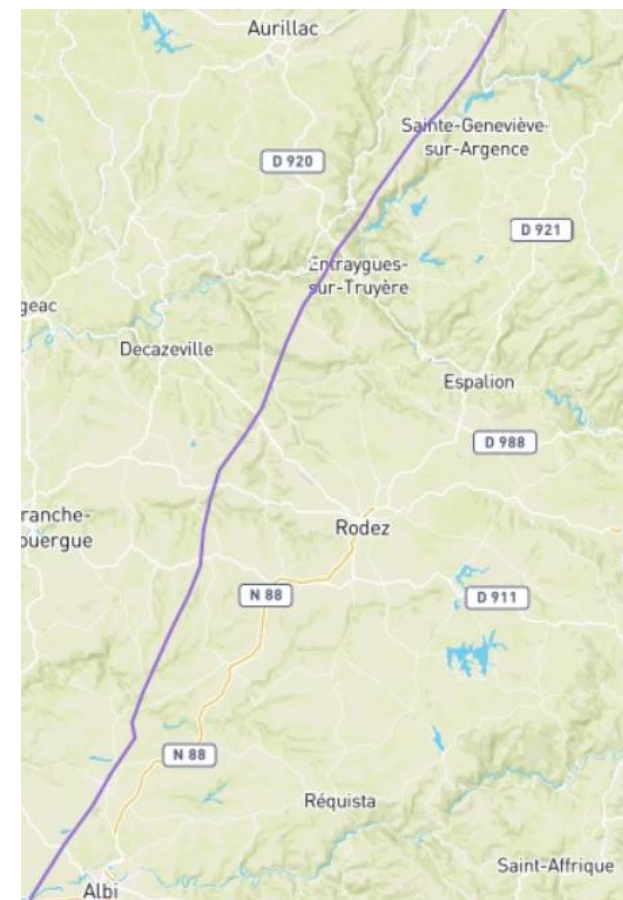 Aurillac
Sainte-Geneviève-
sur-Argence
D 920
D 921
Entraygues-
sur-Truyère
geac
Decazeville
Espalion
D 988
ranche-
ouergue
Rodez
N 88
D 911
N 88
Réquista
Saint-Affrique
Albi